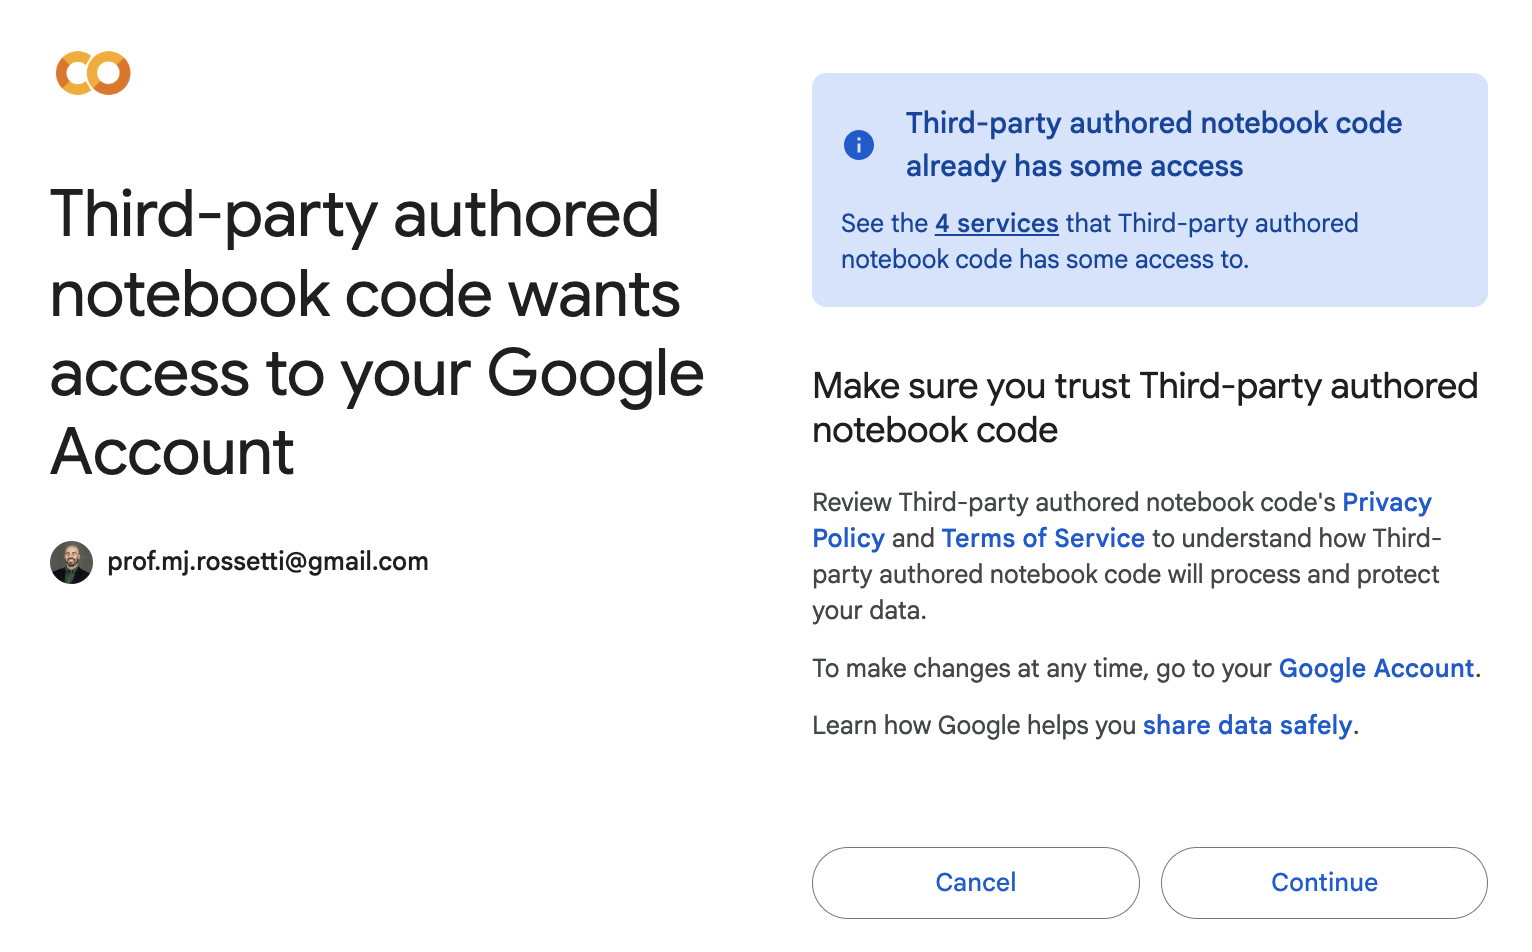 Third-party authored
notebook code wants
access to your Google
Account
prof.mj.rossetti@gmail.com
Third-party authored notebook code
already has some access
See the 4 services that Third-party authored
notebook code has some access to.
Make sure you trust Third-party authored
notebook code
Review Third-party authored notebook code's Privacy
Policy and Terms of Service to understand how Third-
party authored notebook code will process and protect
your data.
To make changes at any time, go to your Google Account.
Learn how Google helps you share data safely.
Cancel
Continue